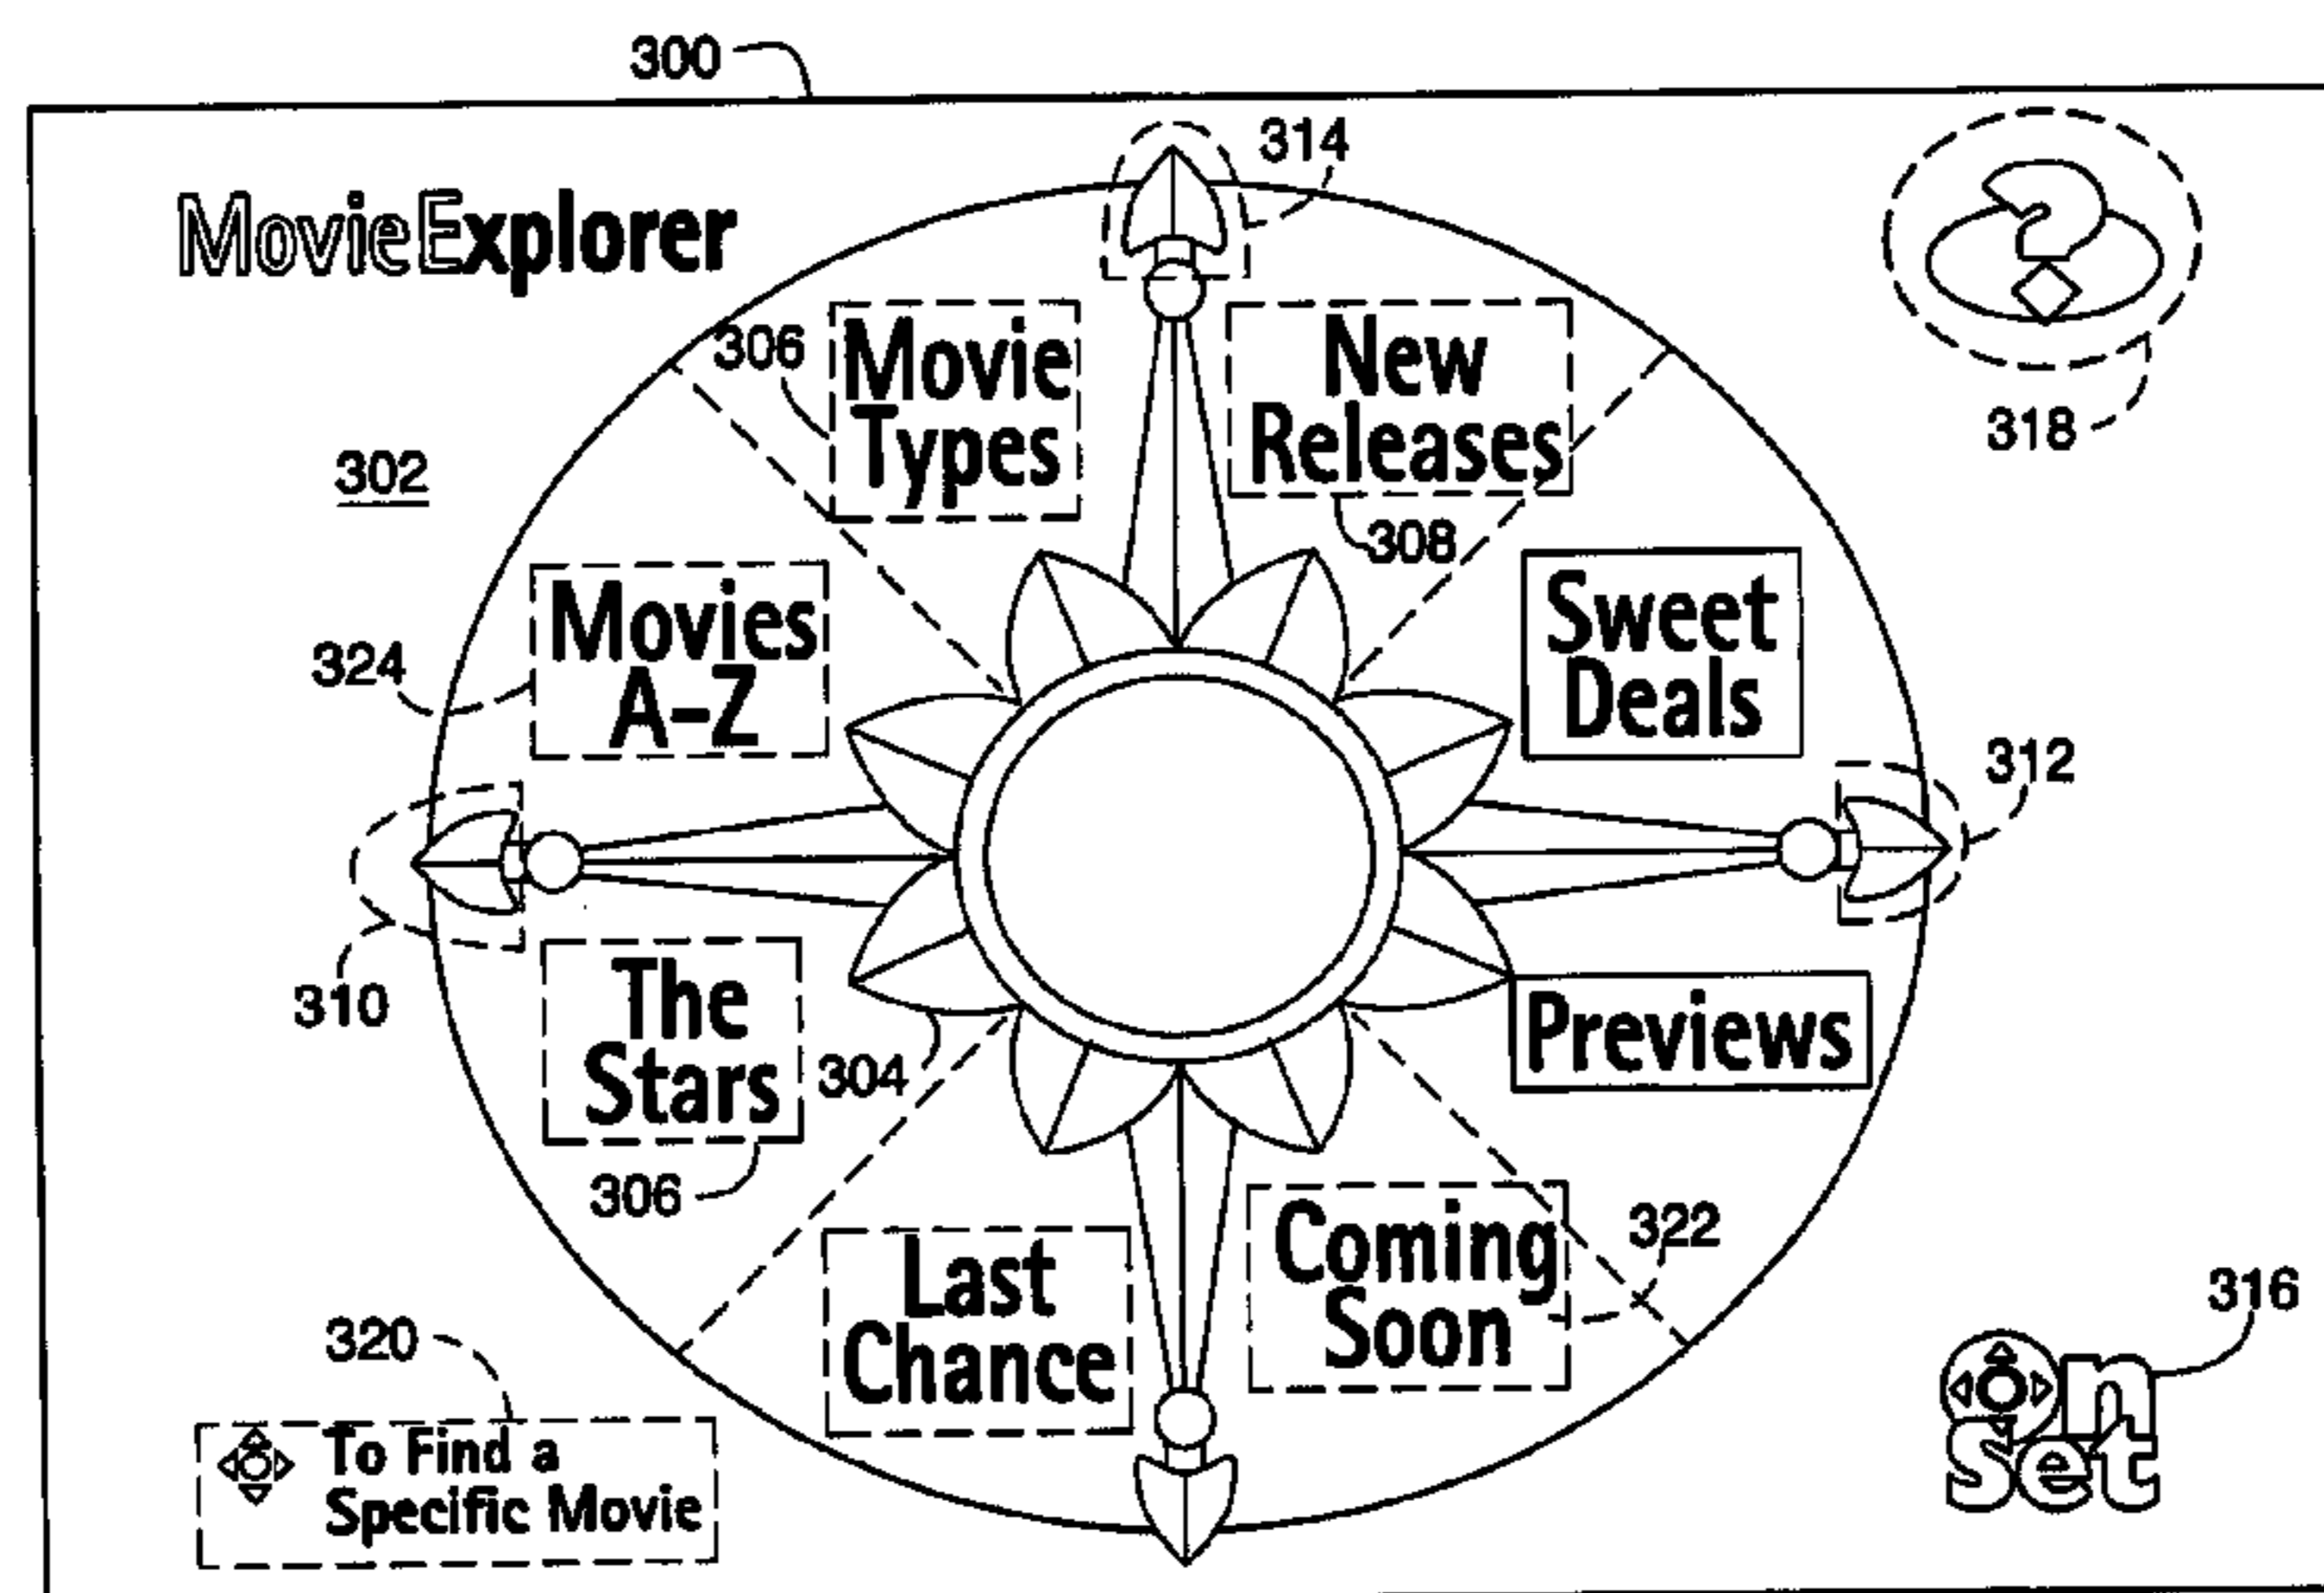 300
314
MovieExplorer
306
Movie
Types
New
Releases
318
302
308
Movies
A-Z
Sweet
Deals
324
312
310
The
Stars
304
Previews
306
Last
Chance
Coming
Soon
322
316
320
To Find a
Specific Movie
On
Set